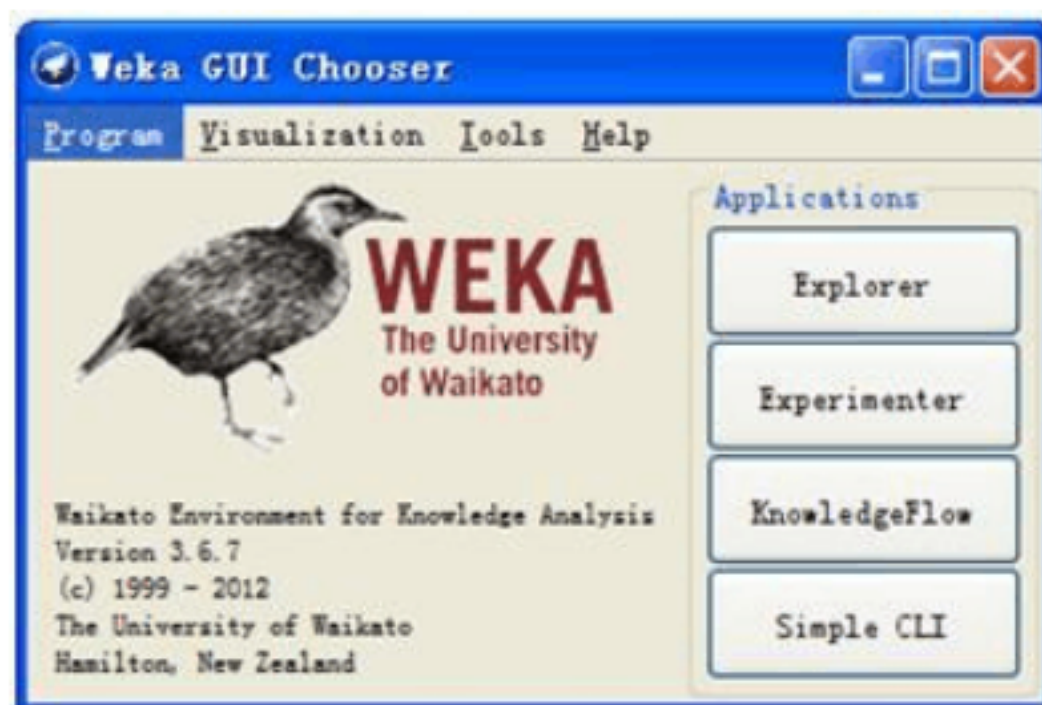 Weka GUI Chooser
Program Visualization Tools Help
WEKA
The University
of Waikato
Waikato Environment for Knowledge Analysis
Version 3.6.7
(c) 1999 - 2012
The University of Waikato
Hamilton, New Zealand
Applications
Explorer
Experimenter
KnowledgeFlow
Simple CLI